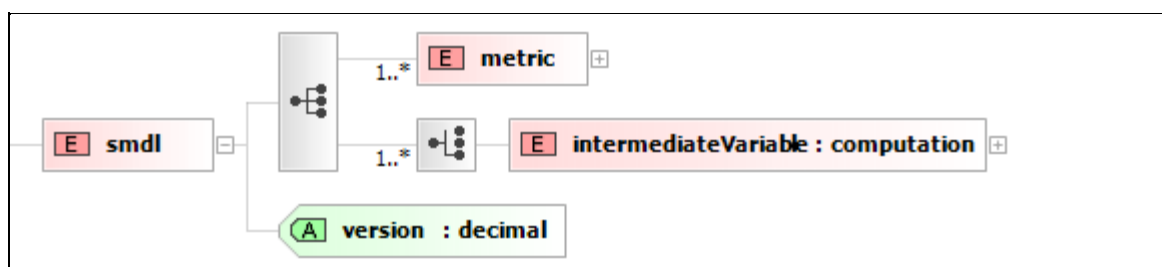 E metric
1..*
E smdl
1..*
E intermediateVariable : computation
A version : decimal